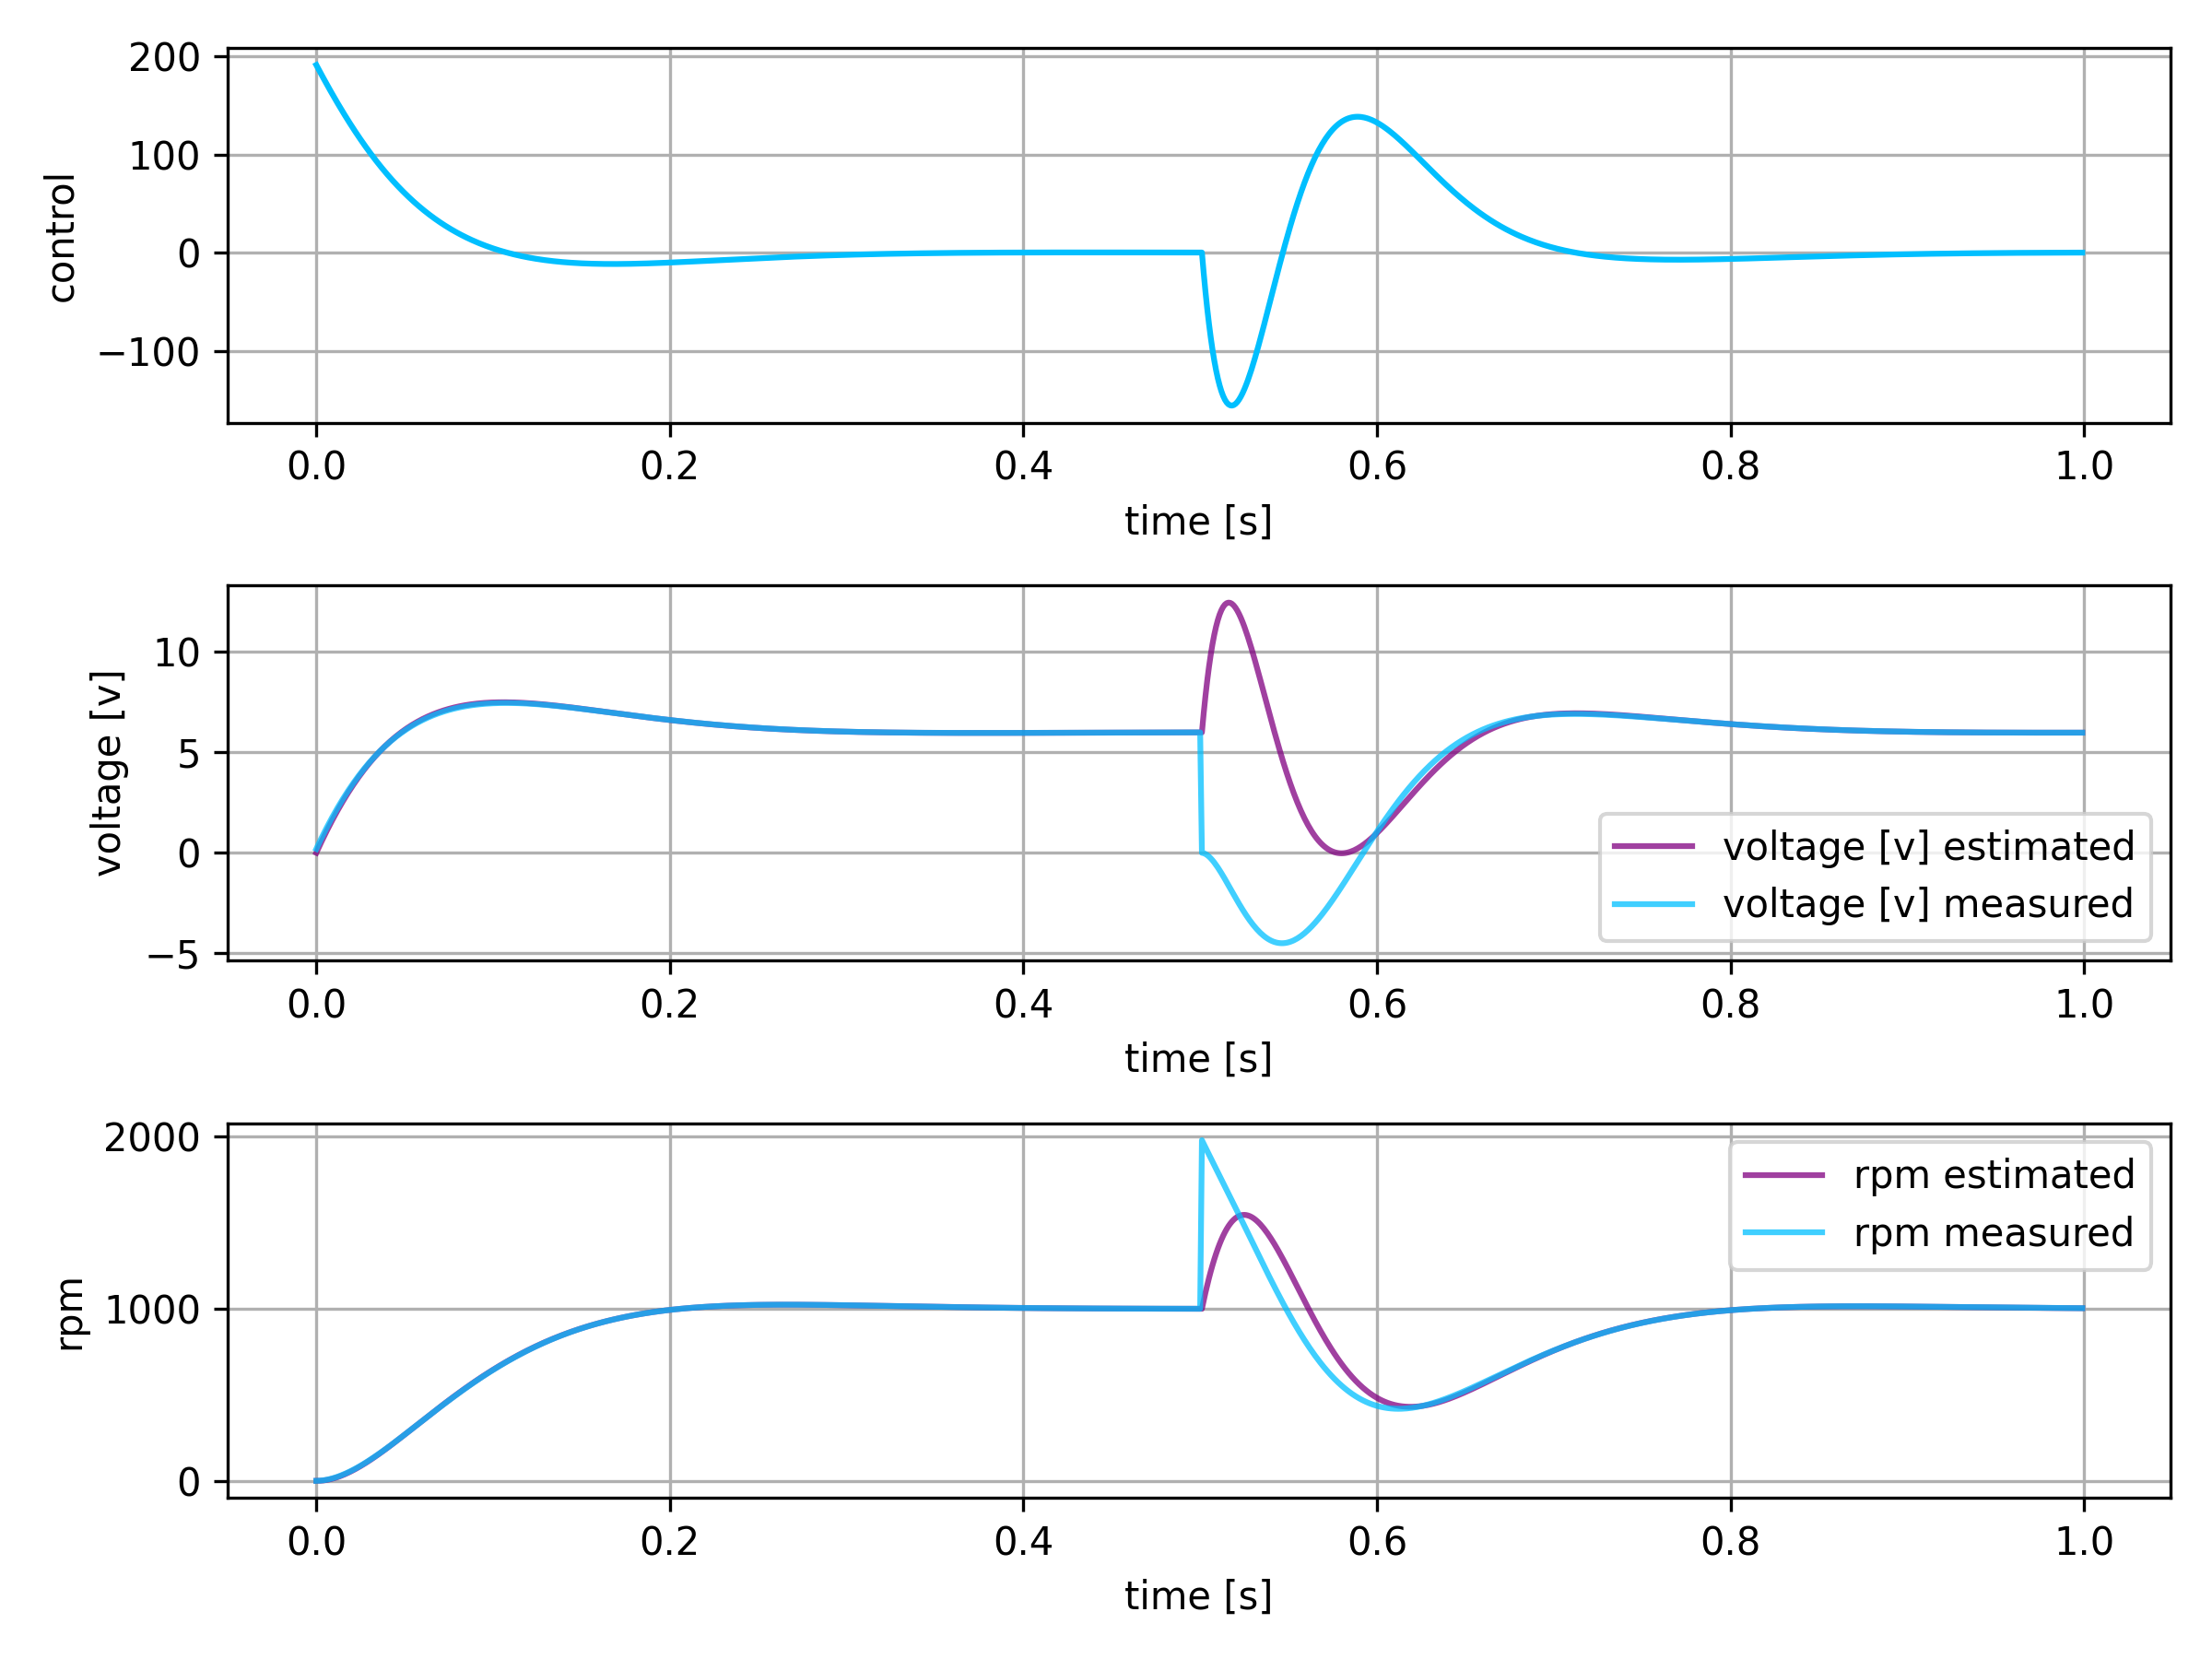 control
200
100
0
−100
0.0 0.2 0.4 0.6 0.8 1.0
time [s]
voltage [v]
10
5
0
−5
voltage [v] estimated
voltage [v] measured
0.0 0.2 0.4 0.6 0.8 1.0
time [s]
rpm
2000
1000
0
rpm estimated
rpm measured
0.0 0.2 0.4 0.6 0.8 1.0
time [s]